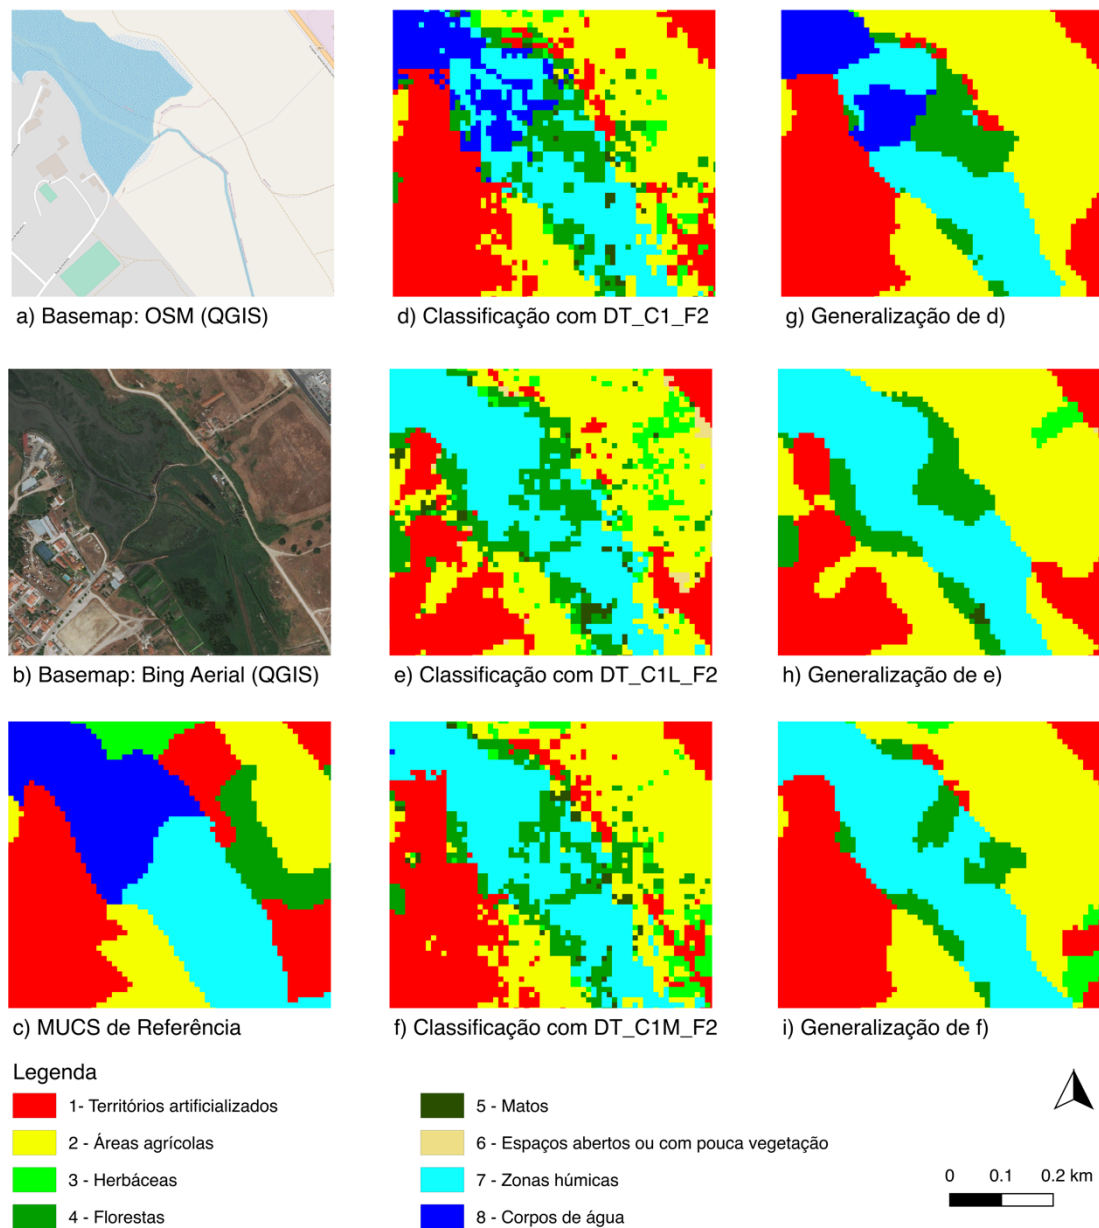 a) Basemap: OSM (QGIS)
d) Classificação com DT_C1_F2
g) Generalização de d)
b) Basemap: Bing Aerial (QGIS)
e) Classificação com DT_C1L_F2
h) Generalização de e)
c) MUCS de Referência
f) Classificação com DT_C1M_F2
i) Generalização de f)
Legenda
1- Territórios artificializados
2 - Áreas agrícolas
3 - Herbáceas
4 - Florestas
5 - Matos
6 - Espaços abertos ou com pouca vegetação
7 - Zonas húmicas
8 - Corpos de água
0 0.1 0.2 km